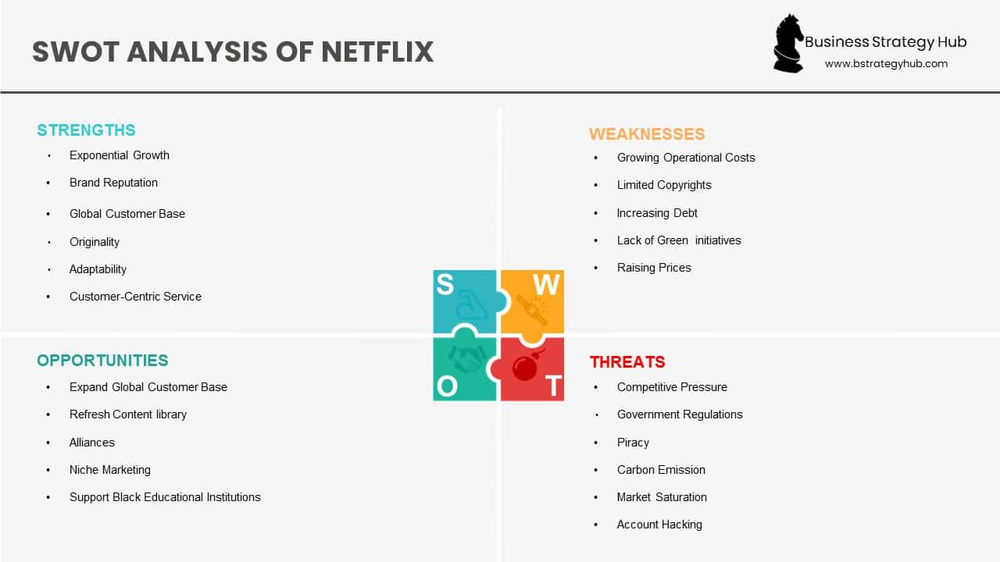 SWOT ANALYSIS OF NETFLIX
Business Strategy Hub
www.bstrategyhub.com
STRENGTHS
• Exponential Growth
• Brand Reputation
• Global Customer Base
• Originality
• Adaptability
• Customer-Centric Service
WEAKNESSES
• Growing Operational Costs
• Limited Copyrights
• Increasing Debt
• Lack of Green initiatives
• Raising Prices
S
W
O
T
OPPORTUNITIES
• Expand Global Customer Base
• Refresh Content library
• Alliances
• Niche Marketing
• Support Black Educational Institutions
THREATS
• Competitive Pressure
• Government Regulations
• Piracy
• Carbon Emission
• Market Saturation
• Account Hacking